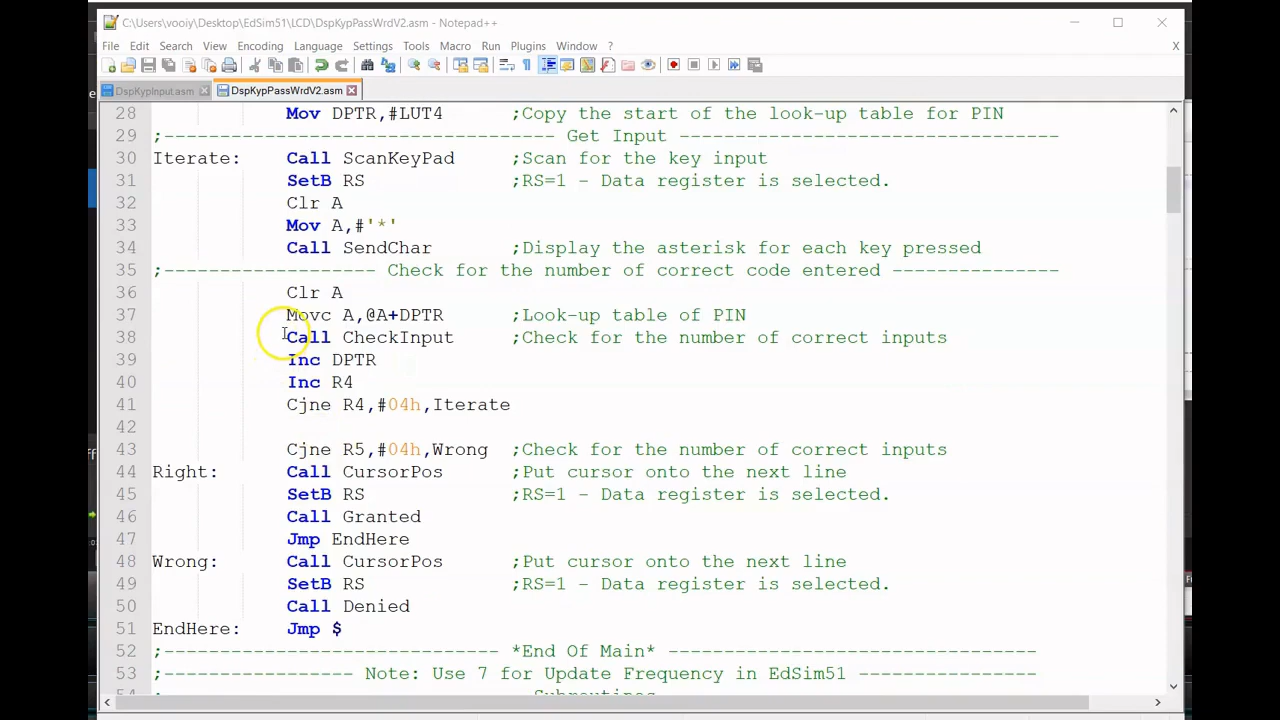 C:\Users\yooiy\Desktop\EdSim51\LCD\DspKypPassWrdV2.asm - Notepad++
File Edit Search View Encoding Language Settings Tools Macro Run Plugins Window ? X
DspKypInput.asm DspKypPassWrdV2.asm
28 Mov DPTR,#LUT4 ;Copy the start of the look-up table for PIN
29 ;----------------------------------- Get Input ----------------------------------
30 Iterate: Call ScanKeyPad ;Scan for the key input
31 SetB RS ;RS=1 - Data register is selected.
32 Clr A
33 Mov A,#'*'
34 Call SendChar ;Display the asterisk for each key pressed
35 ;------------------- Check for the number of correct code entered ---------------
36 Clr A
37 Movc A,@A+DPTR ;Look-up table of PIN
38 Call CheckInput ;Check for the number of correct inputs
39 Inc DPTR
40 Inc R4
41 Cjne R4,#04h,Iterate
42
43 Cjne R5,#04h,Wrong ;Check for the number of correct inputs
44 Right: Call CursorPos ;Put cursor onto the next line
45 SetB RS ;RS=1 - Data register is selected.
46 Call Granted
47 Jmp EndHere
48 Wrong: Call CursorPos ;Put cursor onto the next line
49 SetB RS ;RS=1 - Data register is selected.
50 Call Denied
51 EndHere: Jmp $
52 ;------------------------------ *End Of Main* ---------------------------------
53 ;----------------- Note: Use 7 for Update Frequency in EdSim51 ----------------
54 Subroutines